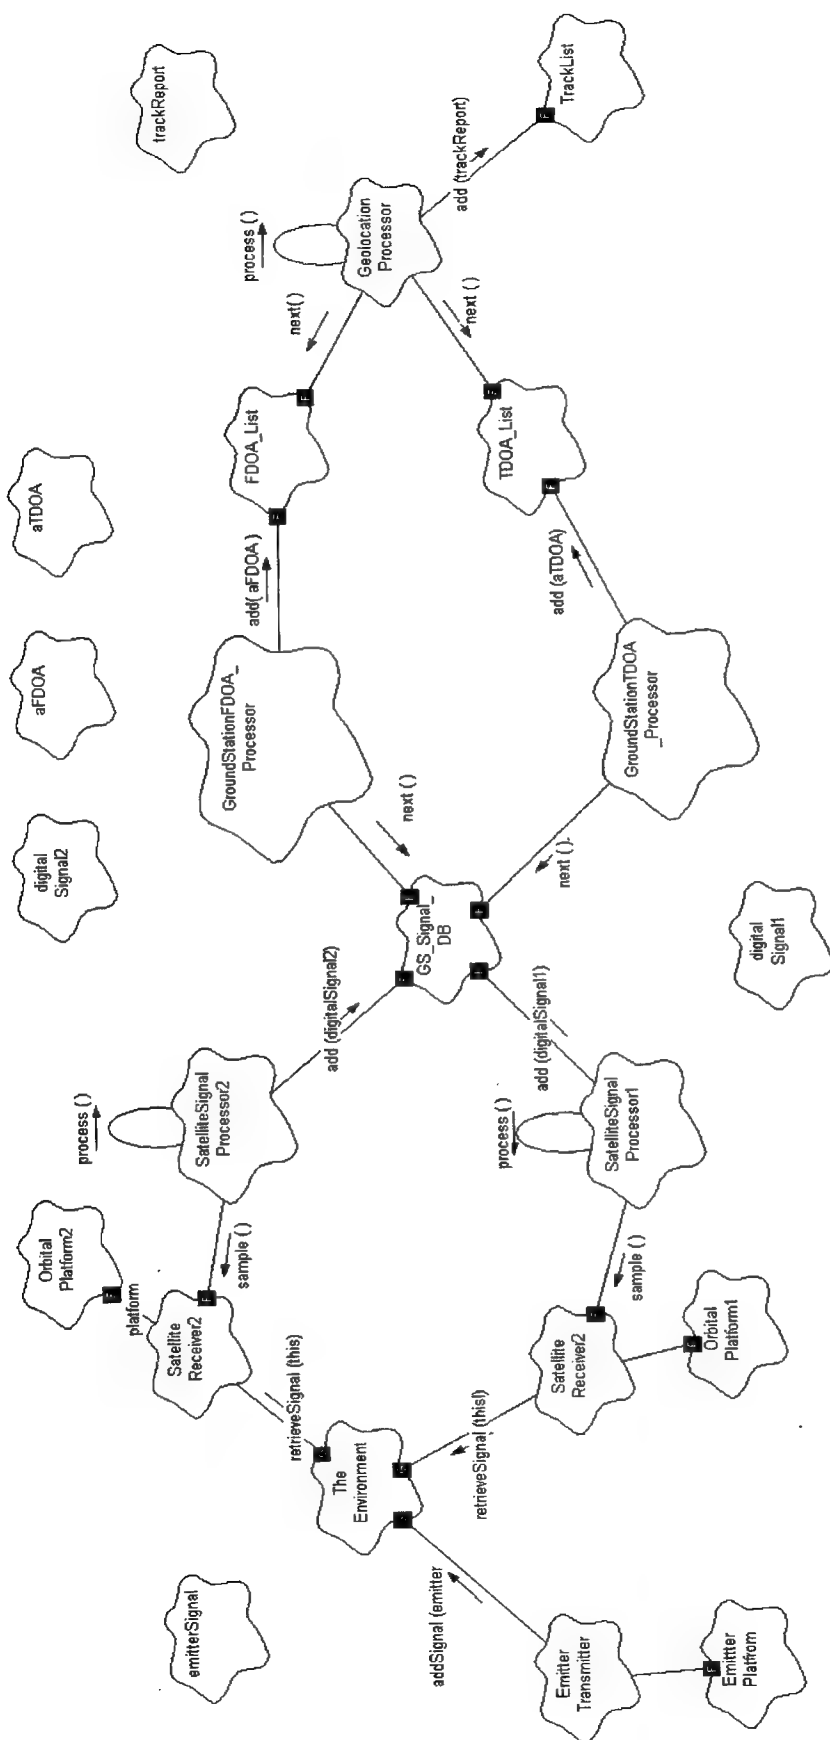 emitterSignal
Orbital
Platform2
digital
Signal2
aFDOA
aTDOA
trackReport
platform
Satellite
Receiver2
sample ( )
process ( )
SatelliteSignal
Processor2
add (digitalSignal2)
GroundStationFDOA_
Processor
add( aFDOA )
FDOA_List
next( )
process ( )
Geolocation
Processor
add (trackReport)
TrackList
The
Environment
retrieveSignal (this)
GS_Signal_
DB
next ( )
next ( )
TDOA_List
addSignal (emitter
retrieveSignal (this!)
process ( )
SatelliteSignal
Processor1
add (digitalSignal1)
next ( ).
add (aTDOA)
Emitter
Transmitter
Satellite
Receiver2
sample ( )
GroundStationTDOA
_Processor
Emittter
Platfrom
Orbital
Platform1
digital
Signal1